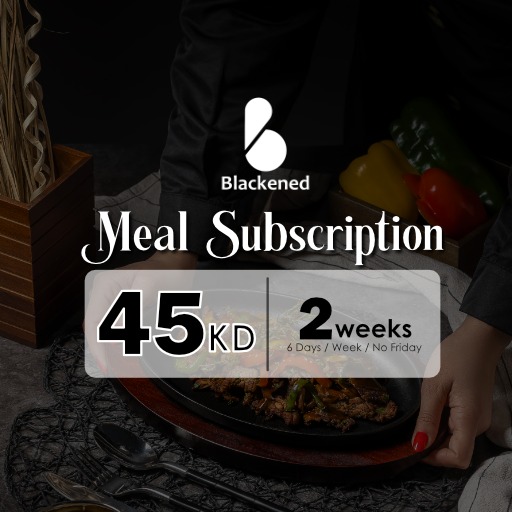 Blackened
Meal Subscription
45KD
2weeks
6 Days / Week / No Friday